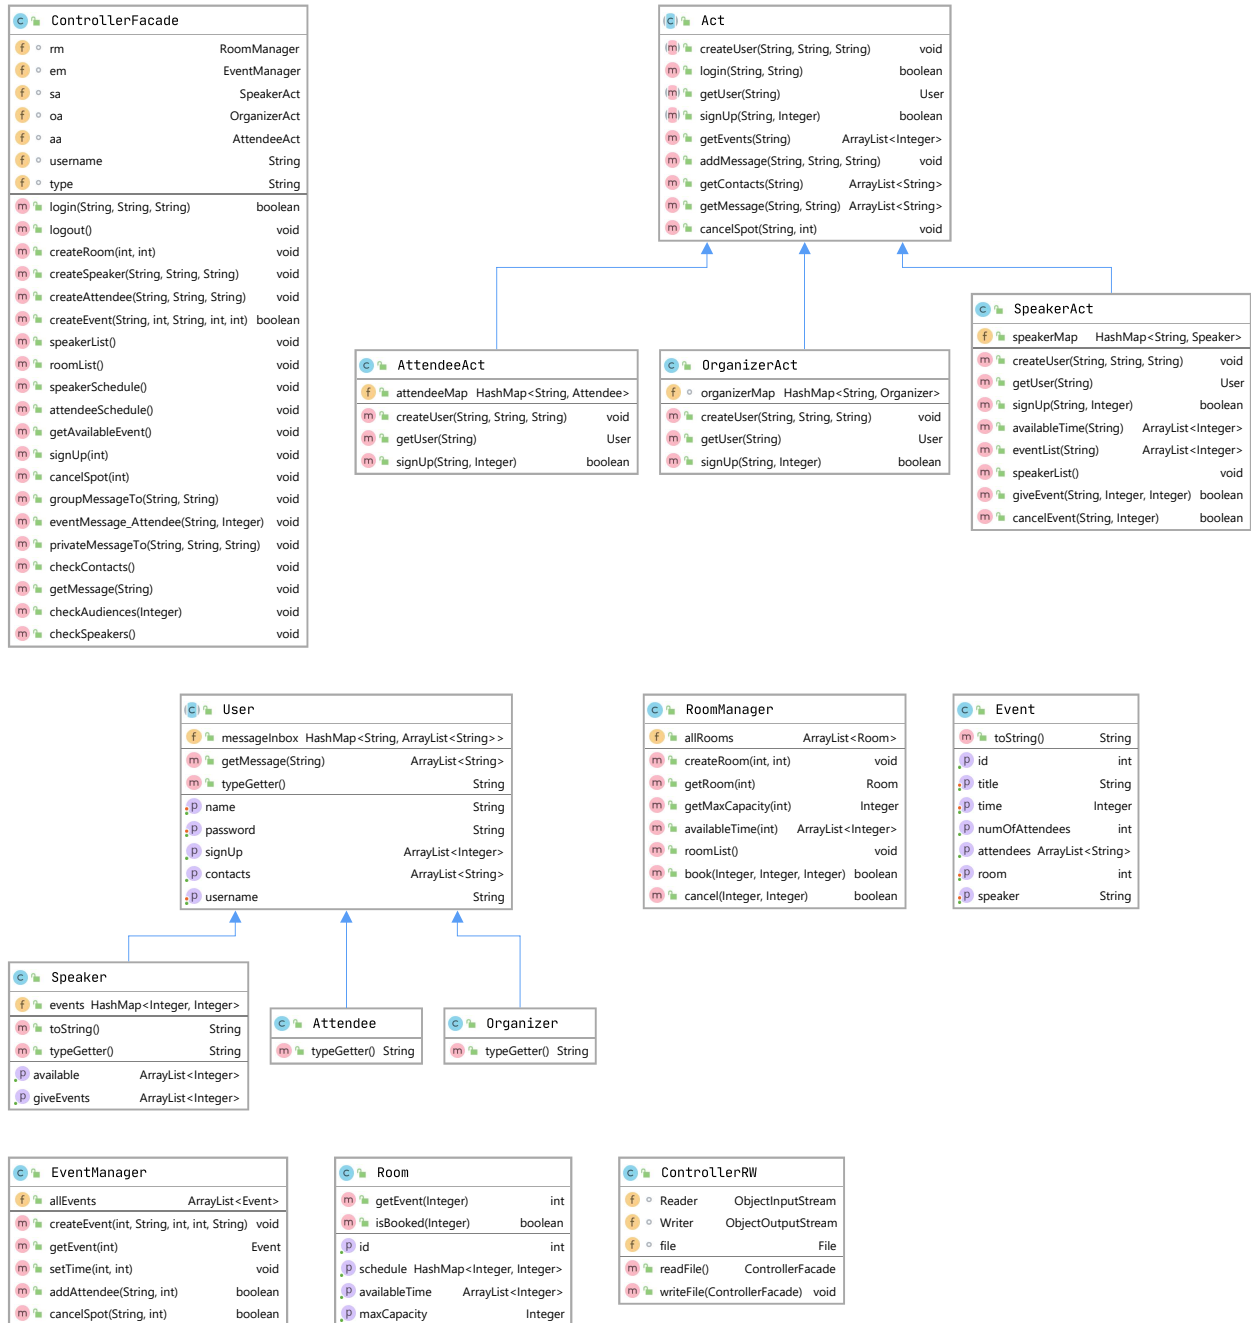 ControllerFacade
rm RoomManager
em EventManager
sa SpeakerAct
oa OrganizerAct
aa AttendeeAct
username String
type String
login(String, String, String) boolean
logout() void
createRoom(int, int) void
createSpeaker(String, String, String) void
createAttendee(String, String, String) void
createEvent(String, int, String, int, int) boolean
speakerList() void
roomList() void
speakerSchedule() void
attendeeSchedule() void
getAvailableEvent() void
signUp(int) void
cancelSpot(int) void
groupMessageTo(String, String) void
eventMessage_Attendee(String, Integer) void
privateMessageTo(String, String, String) void
checkContacts() void
getMessage(String) void
checkAudiences(Integer) void
checkSpeakers() void
Act
createUser(String, String, String) void
login(String, String) boolean
getUser(String) User
signUp(String, Integer) boolean
getEvents(String) ArrayList<Integer>
addMessage(String, String, String) void
getContacts(String) ArrayList<String>
getMessage(String, String) ArrayList<String>
cancelSpot(String, int) void
AttendeeAct
attendeeMap HashMap<String, Attendee>
createUser(String, String, String) void
getUser(String) User
signUp(String, Integer) boolean
OrganizerAct
organizerMap HashMap<String, Organizer>
createUser(String, String, String) void
getUser(String) User
signUp(String, Integer) boolean
SpeakerAct
speakerMap HashMap<String, Speaker>
createUser(String, String, String) void
getUser(String) User
signUp(String, Integer) boolean
availableTime(String) ArrayList<Integer>
eventList(String) ArrayList<Integer>
speakerList() void
giveEvent(String, Integer, Integer) boolean
cancelEvent(String, Integer) boolean
User
messageInbox HashMap<String, ArrayList<String>>
getMessage(String) ArrayList<String>
typeGetter() String
name String
password String
signUp ArrayList<Integer>
contacts ArrayList<String>
username String
RoomManager
allRooms ArrayList<Room>
createRoom(int, int) void
getRoom(int) Room
getMaxCapacity(int) Integer
availableTime(int) ArrayList<Integer>
roomList() void
book(Integer, Integer, Integer) boolean
cancel(Integer, Integer) boolean
Event
toString() String
id int
title String
time Integer
numOfAttendees int
attendees ArrayList<String>
room int
speaker String
Speaker
events HashMap<Integer, Integer>
toString() String
typeGetter() String
available ArrayList<Integer>
giveEvents ArrayList<Integer>
Attendee
typeGetter() String
Organizer
typeGetter() String
EventManager
allEvents ArrayList<Event>
createEvent(int, String, int, int, String) void
getEvent(int) Event
setTime(int, int) void
addAttendee(String, int) boolean
cancelSpot(String, int) boolean
Room
getEvent(Integer) int
isBooked(Integer) boolean
id int
schedule HashMap<Integer, Integer>
availableTime ArrayList<Integer>
maxCapacity Integer
ControllerRW
Reader ObjectInputStream
Writer ObjectOutputStream
file File
readFile() ControllerFacade
writeFile(ControllerFacade) void